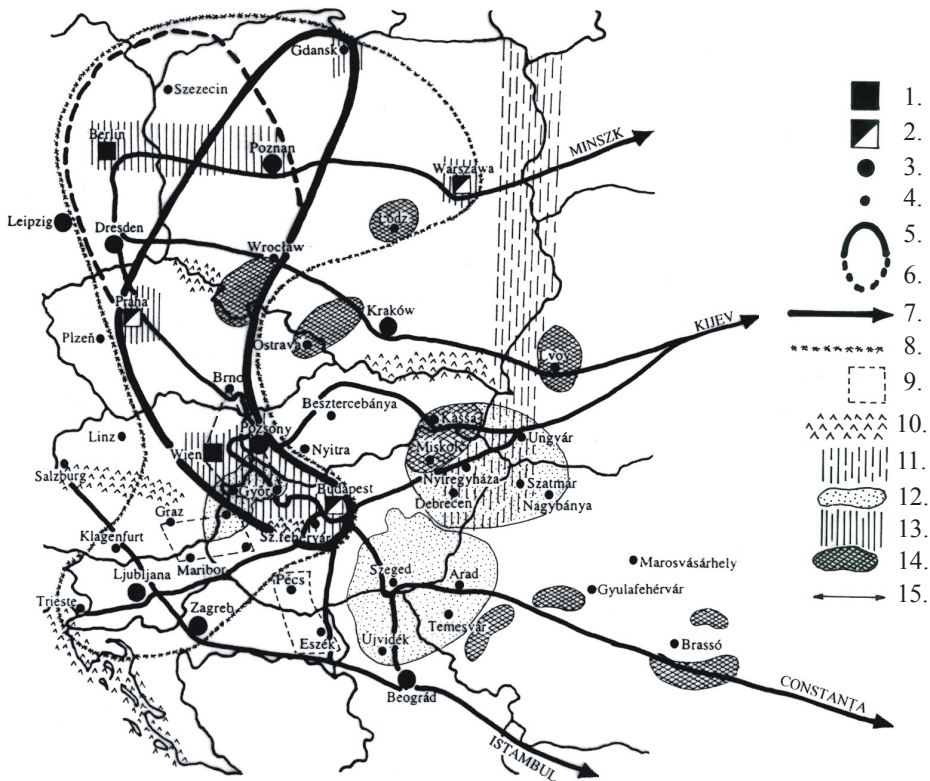 Gdansk
Szezecin
Berlin
Poznan
MINSZK
Warszawa
Leipzig
Łódz
Dresden
Wrocław
Praha
Kraków
KIJEV
Plzeň
Ostrava
Lvov
Brno
Besztercebánya
Kassa
Linz
Pozsony
Ungvár
Wien
Nyitra
Miskolc
Salzburg
Győr
Budapest
Nyíregyháza
Szatmár
Debrecen
Nagybánya
Graz
Sz.fehérvár
Klagenfurt
Maribor
Szeged
Arad
Marosvásárhely
Ljubljana
Pécs
Gyulafehérvár
Trieste
Zagreb
Temesvár
Eszék
Újvidék
Brassó
Beográd
CONSTANȚA
ISTAMBUL
1.
2.
3.
4.
5.
6.
7.
8.
9.
10.
11.
12.
13.
14.
15.